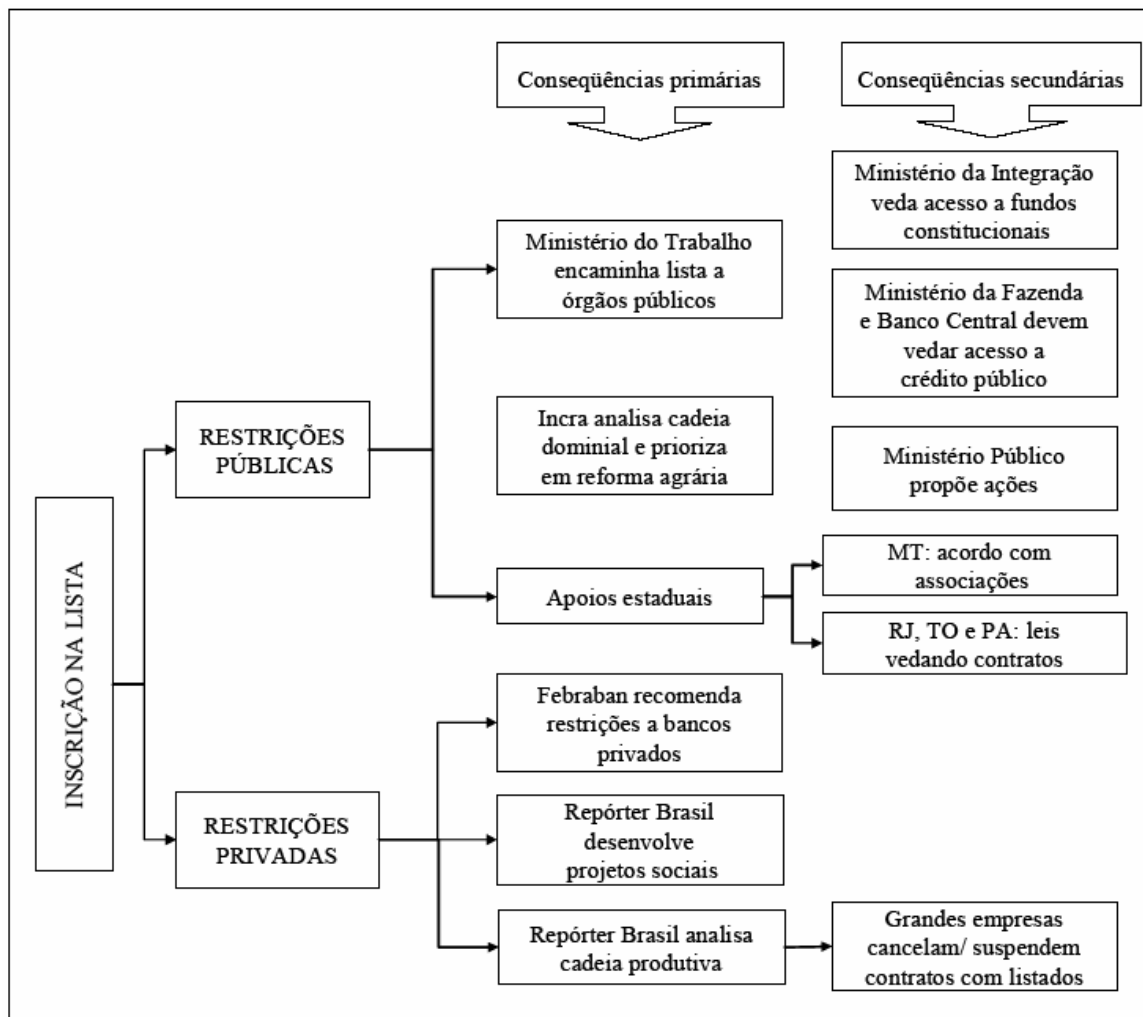 Conseqüências primárias
Conseqüências secundárias
INSCRIÇÃO NA LISTA
RESTRIÇÕES
PÚBLICAS
Ministério do Trabalho
encaminha lista a
órgãos públicos
Ministério da Integração
veda acesso a fundos
constitucionais
Ministério da Fazenda
e Banco Central devem
vedar acesso a
crédito público
Incra analisa cadeia
dominial e prioriza
em reforma agrária
Ministério Público
propõe ações
Apoios estaduais
MT: acordo com
associações
RJ, TO e PA: leis
vedando contratos
RESTRIÇÕES
PRIVADAS
Febraban recomenda
restrições a bancos
privados
Repórter Brasil
desenvolve
projetos sociais
Repórter Brasil analisa
cadeia produtiva
Grandes empresas
cancelam/ suspendem
contratos com listados